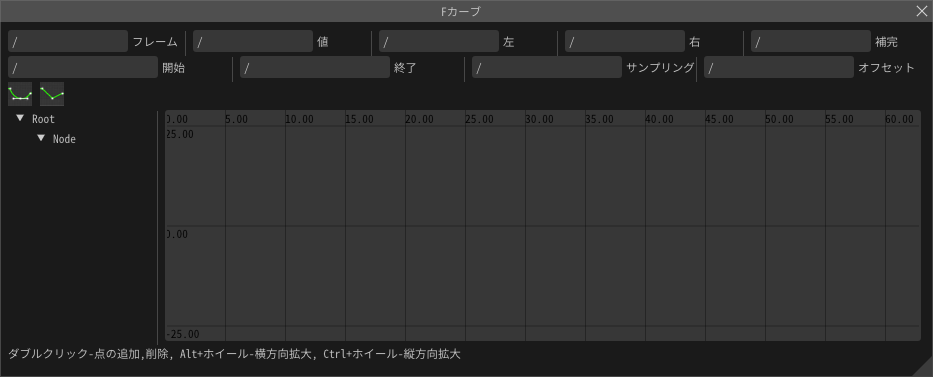 Fカーブ
/ フレーム / 値 / 左 / 右 / 補完
/ 開始 / 終了 / サンプリング / オフセット
Root
Node
0.00 5.00 10.00 15.00 20.00 25.00 30.00 35.00 40.00 45.00 50.00 55.00 60.00
25.00
0.00
-25.00
ダブルクリック-点の追加,削除, Alt+ホイール-横方向拡大, Ctrl+ホイール-縦方向拡大